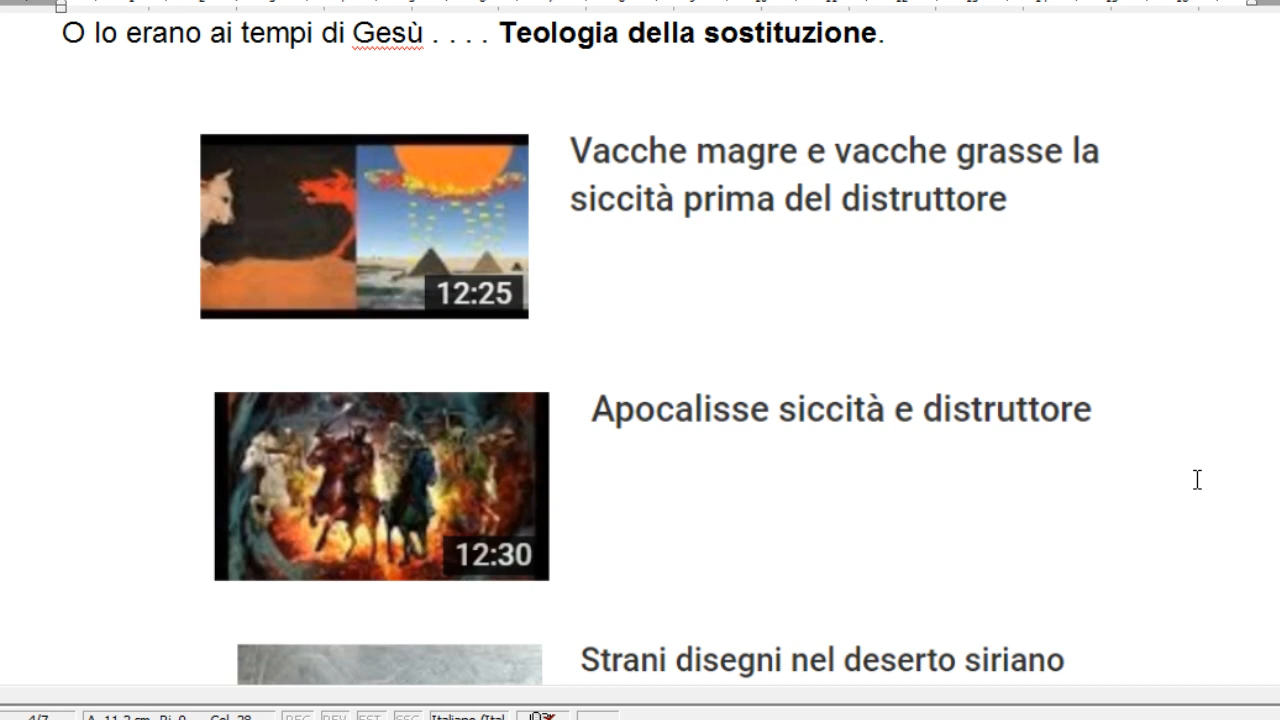 O lo erano ai tempi di Gesù . . . . Teologia della sostituzione.
Vacche magre e vacche grasse la
siccità prima del distruttore
12:25
Apocalisse siccità e distruttore
12:30
Strani disegni nel deserto siriano